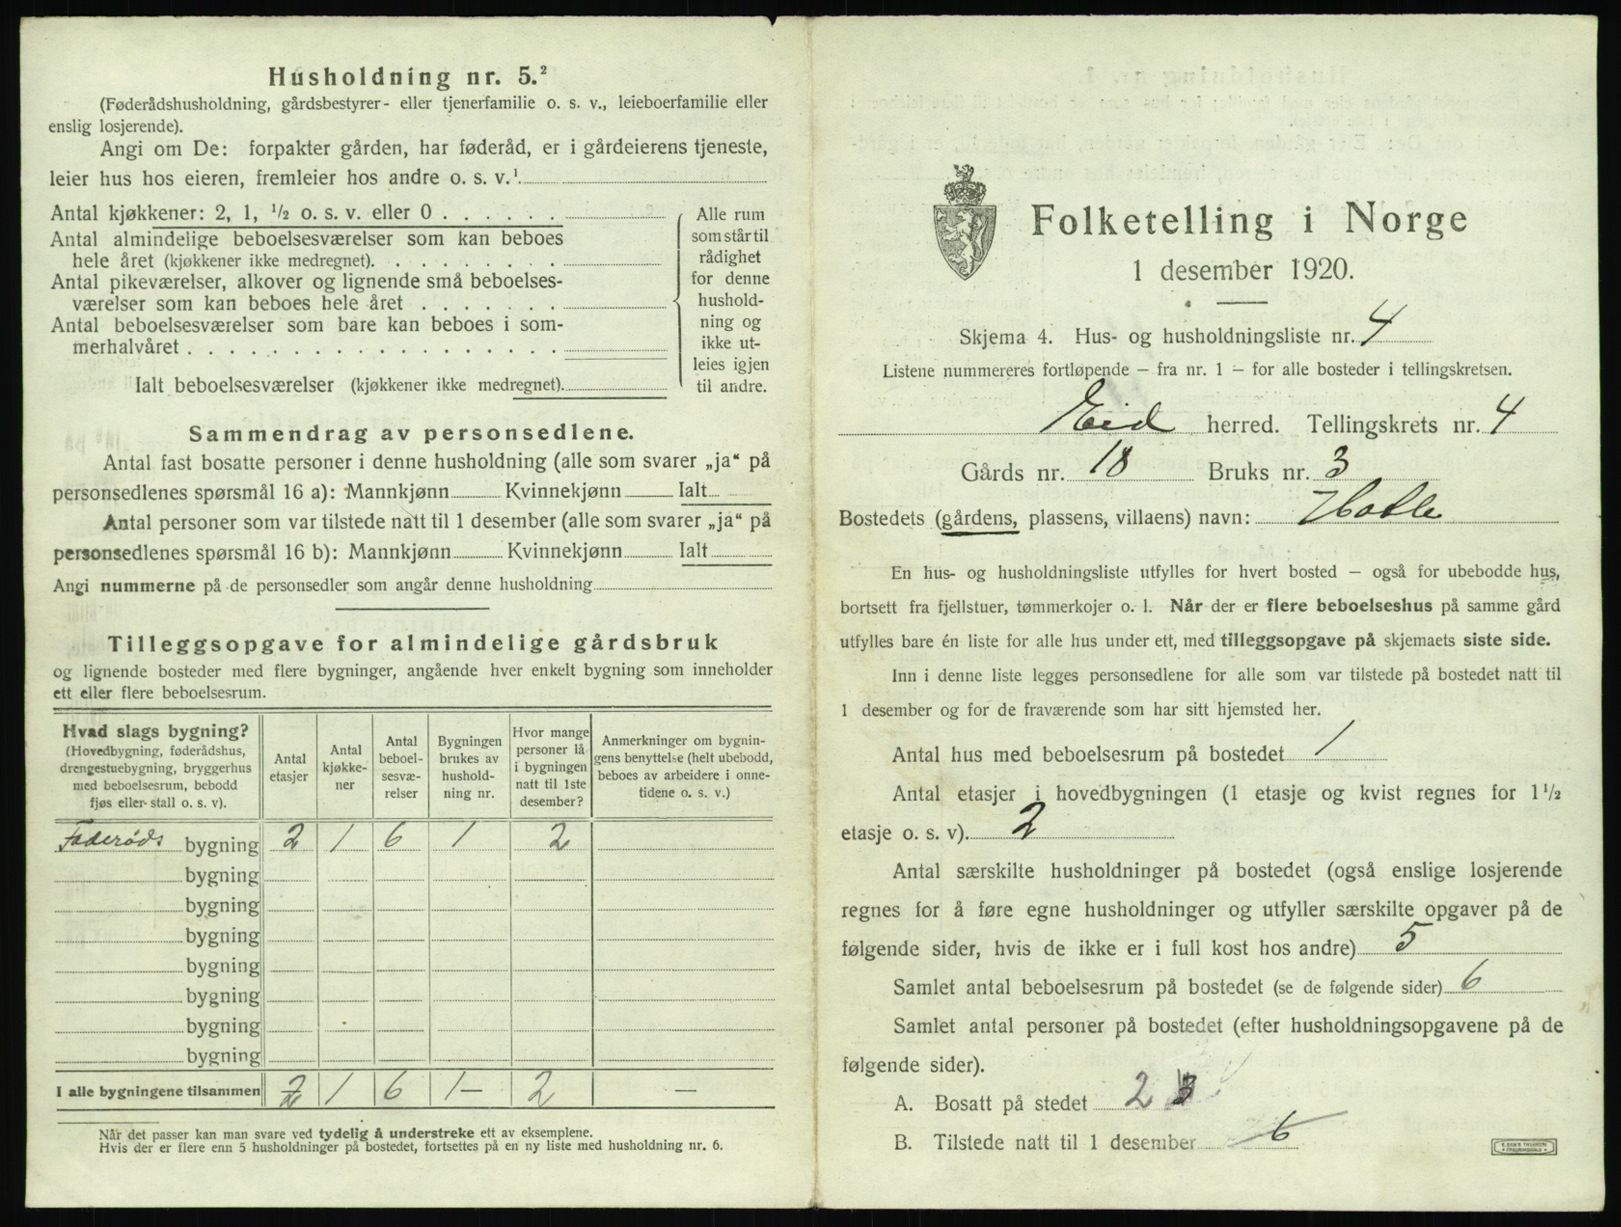 Husholdning nr. 5.²
(Føderådshusholdning, gårdsbestyrer- eller tjenerfamilie o. s. v., leieboerfamilie eller
enslig losjerende).
Angi om De: forpakter gården, har føderåd, er i gårdeierens tjeneste,
leier hus hos eieren, fremleier hos andre o. s. v.¹
Antal kjøkkener: 2, 1, ½ o. s. v. eller 0 . . . . . .
Antal almindelige beboelsesværelser som kan beboes
hele året (kjøkkener ikke medregnet). . . . . . . . .
Antal pikeværelser, alkover og lignende små beboelses-
værelser som kan beboes hele året . . . . . . .
Antal beboelsesværelser som bare kan beboes i som-
merhalvåret . . . . . . . . . . . . . . . . .
Ialt beboelsesværelser (kjøkkener ikke medregnet).
Alle rum
som står til
rådighet
for denne
hushold-
ning og
ikke ut-
leies igjen
til andre.
Sammendrag av personsedlene.
Antal fast bosatte personer i denne husholdning (alle som svarer „ja“ på
personsedlenes spørsmål 16 a): Mannkjønn Kvinnekjønn Ialt
Antal personer som var tilstede natt til 1 desember (alle som svarer „ja“ på
personsedlenes spørsmål 16 b): Mannkjønn Kvinnekjønn Ialt
Angi nummerne på de personsedler som angår denne husholdning
Tilleggsopgave for almindelige gårdsbruk
og lignende bosteder med flere bygninger, angående hver enkelt bygning som inneholder
ett eller flere beboelsesrum.
Hvad slags bygning?
(Hovedbygning, føderådshus,
drengestuebygning, bryggerhus
med beboelsesrum, bebodd
fjøs eller stall o. s. v).
Antal
etasjer
Antal
kjøkke-
ner
Antal
beboel-
sesvæ-
relser
Bygningen
brukes av
hushold-
ning nr.
Hvor mange
personer lå
i bygningen
natt til 1ste
desember?
Anmerkninger om bygnin-
gens benyttelse (helt ubebodd,
beboes av arbeidere i onne-
tidene o. s. v.)
Føderåds bygning 2 1 6 1 2
bygning
bygning
bygning
bygning
bygning
bygning
bygning
I alle bygningene tilsammen 2 1 6 1 – 2 –
Når det passer kan man svare ved tydelig å understreke ett av eksemplene.
Hvis der er flere enn 5 husholdninger på bostedet, fortsettes på en ny liste med husholdning nr. 6.
Folketelling i Norge
1 desember 1920.
Skjema 4. Hus- og husholdningsliste nr. 4
Listene nummereres fortløpende – fra nr. 1 – for alle bosteder i tellingskretsen.
Eid herred. Tellingskrets nr. 4
Gårds nr. 18 Bruks nr. 3
Bostedets (gårdens, plassens, villaens) navn: Hatle
En hus- og husholdningsliste utfylles for hvert bosted – også for ubebodde hus,
bortsett fra fjellstuer, tømmerkojer o. l. Når der er flere beboelseshus på samme gård
utfylles bare én liste for alle hus under ett, med tilleggsopgave på skjemaets siste side.
Inn i denne liste legges personsedlene for alle som var tilstede på bostedet natt til
1 desember og for de fraværende som har sitt hjemsted her.
Antal hus med beboelsesrum på bostedet 1
Antal etasjer i hovedbygningen (1 etasje og kvist regnes for 1½
etasje o. s. v). 2
Antal særskilte husholdninger på bostedet (også enslige losjerende
regnes for å føre egne husholdninger og utfyller særskilte opgaver på de
følgende sider, hvis de ikke er i full kost hos andre) 5
Samlet antal beboelsesrum på bostedet (se de følgende sider) 6
Samlet antal personer på bostedet (efter husholdningsopgavene på de
følgende sider).
A. Bosatt på stedet 2 3
B. Tilstede natt til 1 desember 6